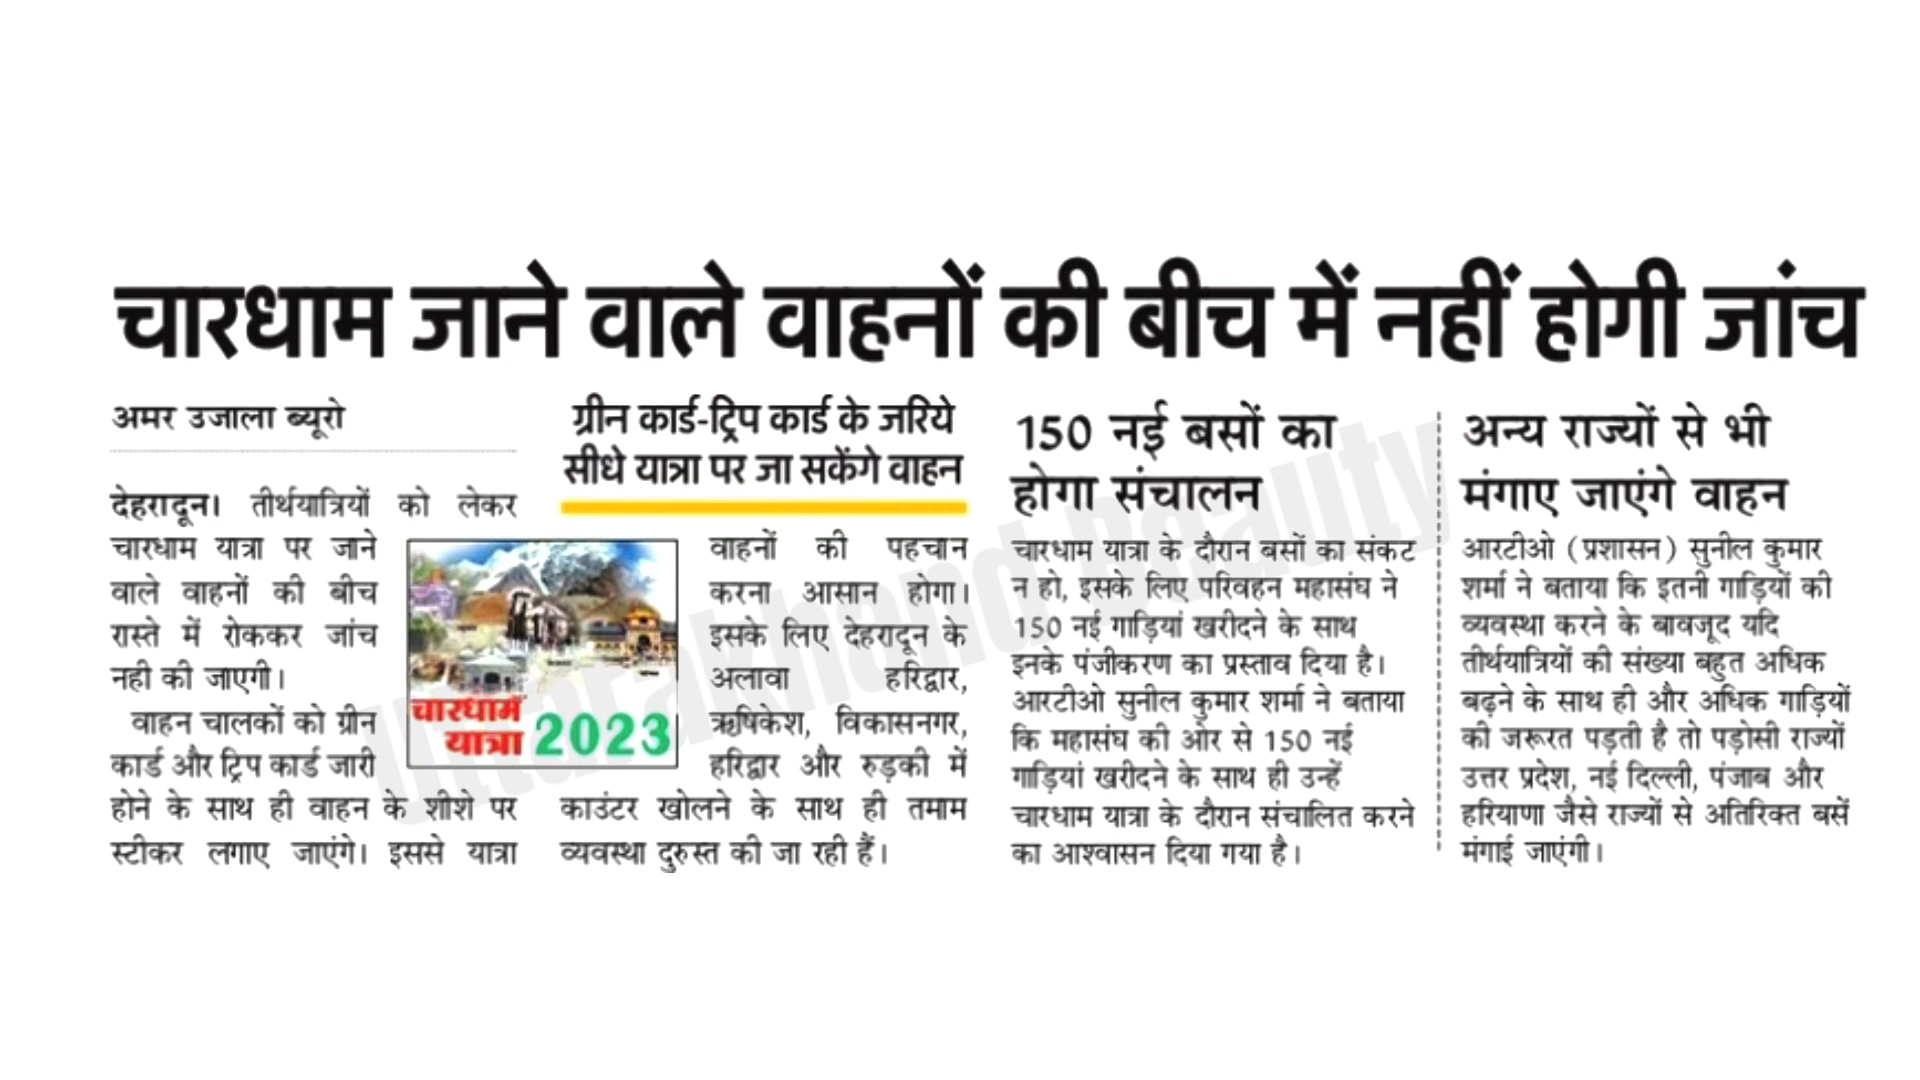 चारधाम जाने वाले वाहनों की बीच में नहीं होगी जांच
अमर उजाला ब्यूरो
देहरादून। तीर्थयात्रियों को लेकर
चारधाम यात्रा पर जाने
वाले वाहनों की बीच
रास्ते में रोककर जांच
नही की जाएगी।
वाहन चालकों को ग्रीन
कार्ड और ट्रिप कार्ड जारी
होने के साथ ही वाहन के शीशे पर
स्टीकर लगाए जाएंगे। इससे यात्रा
ग्रीन कार्ड-ट्रिप कार्ड के जरिये
सीधे यात्रा पर जा सकेंगे वाहन
चारधाम
यात्रा 2023
वाहनों की पहचान
करना आसान होगा।
इसके लिए देहरादून के
अलावा हरिद्वार,
ऋषिकेश, विकासनगर,
हरिद्वार और रुड़की में
काउंटर खोलने के साथ ही तमाम
व्यवस्था दुरुस्त की जा रही हैं।
150 नई बसों का
होगा संचालन
चारधाम यात्रा के दौरान बसों का संकट
न हो, इसके लिए परिवहन महासंघ ने
150 नई गाड़ियां खरीदने के साथ
इनके पंजीकरण का प्रस्ताव दिया है।
आरटीओ सुनील कुमार शर्मा ने बताया
कि महासंघ की ओर से 150 नई
गाड़ियां खरीदने के साथ ही उन्हें
चारधाम यात्रा के दौरान संचालित करने
का आश्वासन दिया गया है।
अन्य राज्यों से भी
मंगाए जाएंगे वाहन
आरटीओ (प्रशासन) सुनील कुमार
शर्मा ने बताया कि इतनी गाड़ियों की
व्यवस्था करने के बावजूद यदि
तीर्थयात्रियों की संख्या बहुत अधिक
बढ़ने के साथ ही और अधिक गाड़ियों
की जरूरत पड़ती है तो पड़ोसी राज्यों
उत्तर प्रदेश, नई दिल्ली, पंजाब और
हरियाणा जैसे राज्यों से अतिरिक्त बसें
मंगाई जाएंगी।
Uttarakhand Reality